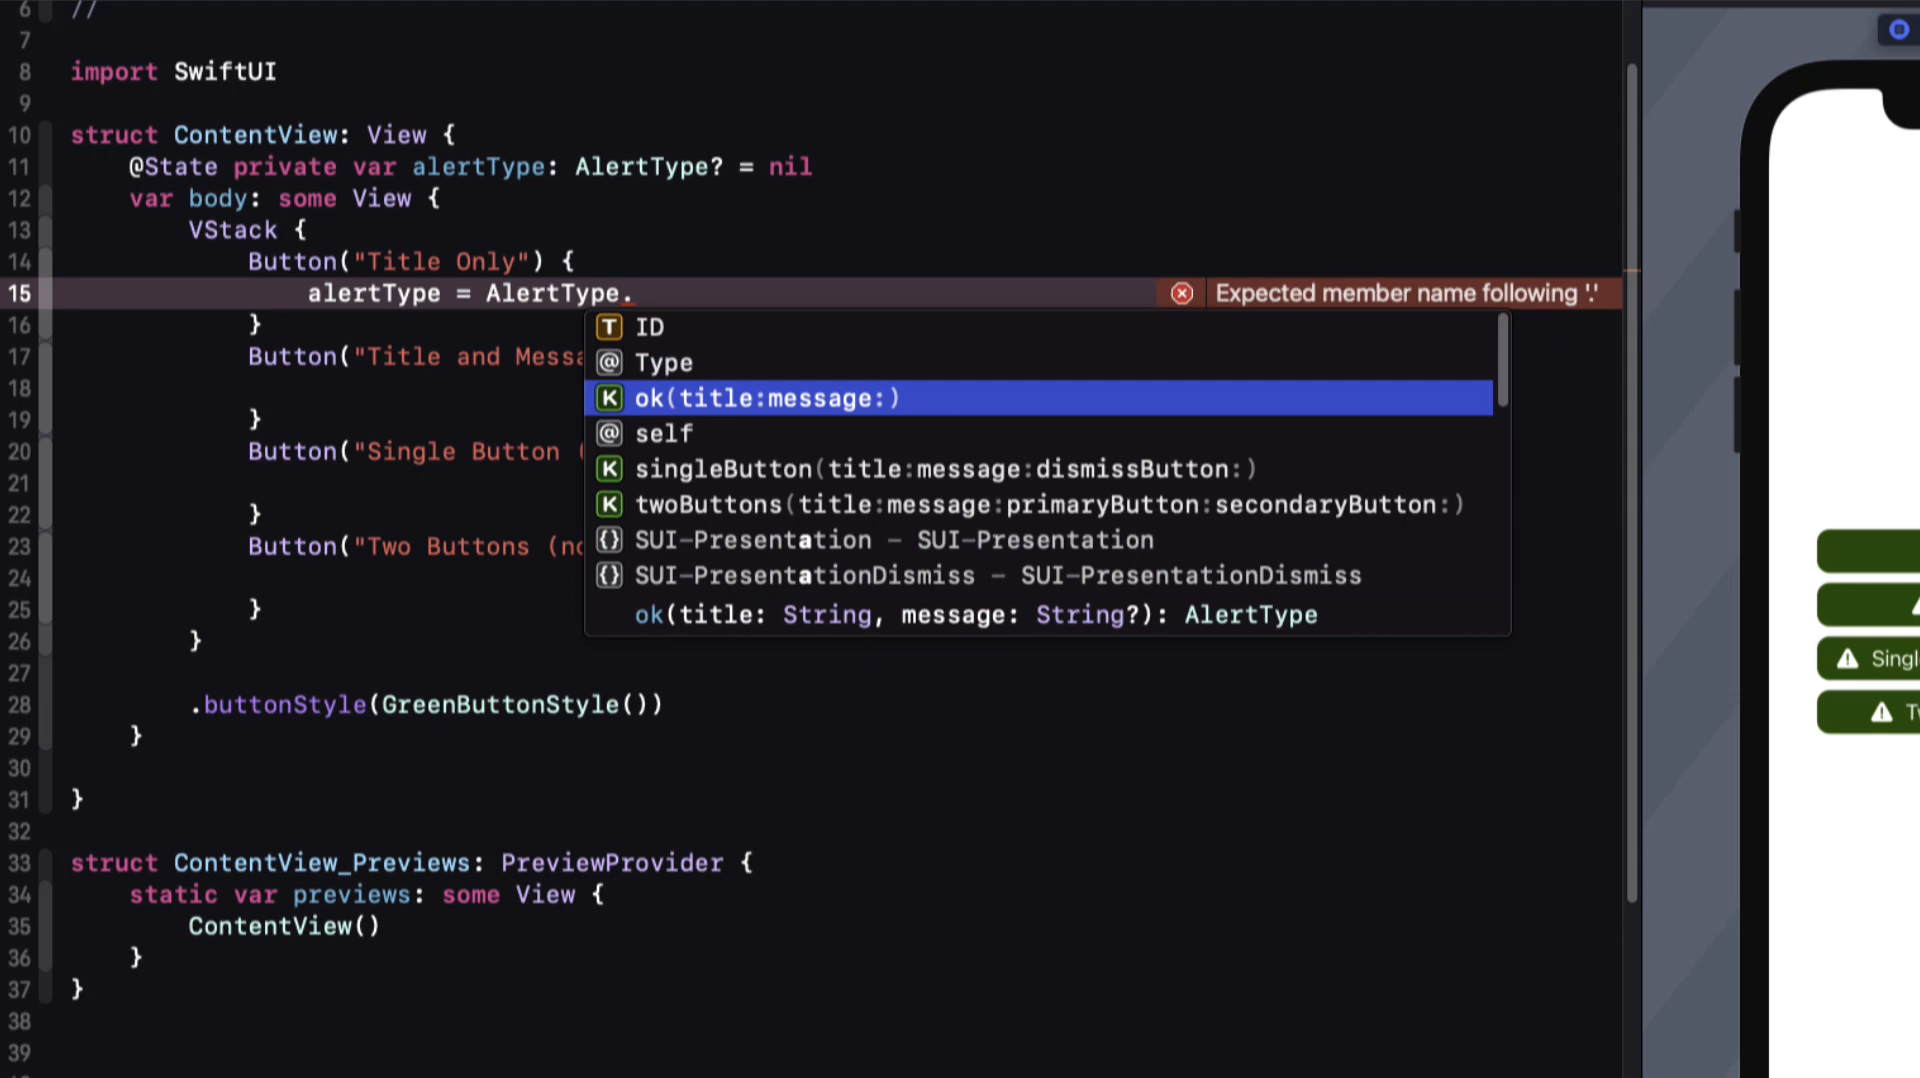 6 //
7
8 import SwiftUI
9
10 struct ContentView: View {
11 @State private var alertType: AlertType? = nil
12 var body: some View {
13 VStack {
14 Button("Title Only") {
15 alertType = AlertType. Expected member name following '.'
16 }
T ID
@ Type
17 Button("Title and Messa
18
K ok(title:message:)
19 }
@ self
20 Button("Single Button (
K singleButton(title:message:dismissButton:)
21
22 }
K twoButtons(title:message:primaryButton:secondaryButton:)
23 Button("Two Buttons (no
{} SUI-Presentation – SUI-Presentation
24
{} SUI-PresentationDismiss – SUI-PresentationDismiss
25 }
ok(title: String, message: String?): AlertType
26 }
27
28 .buttonStyle(GreenButtonStyle())
29 }
30
31 }
32
33 struct ContentView_Previews: PreviewProvider {
34 static var previews: some View {
35 ContentView()
36 }
37 }
38
39
Singl